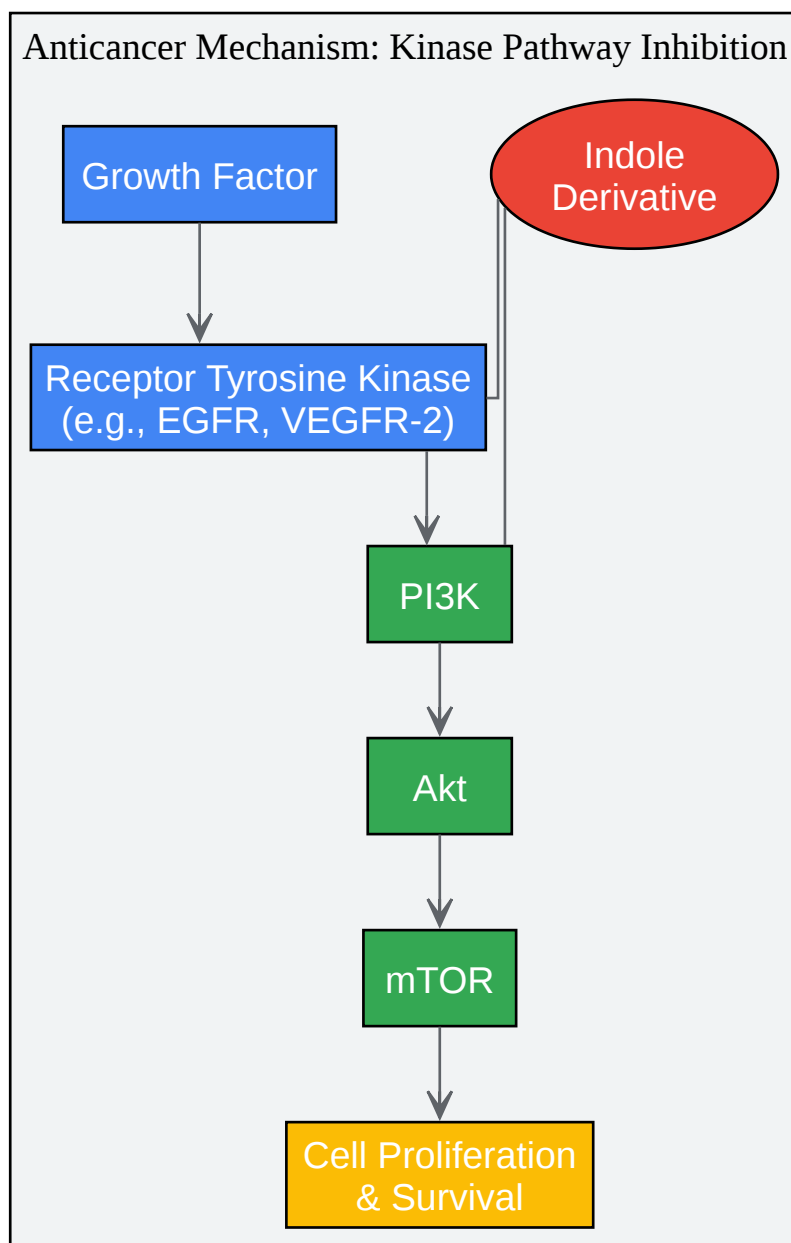 Anticancer Mechanism: Kinase Pathway Inhibition
Growth Factor
Indole
Derivative
Receptor Tyrosine Kinase
(e.g., EGFR, VEGFR-2)
PI3K
Akt
mTOR
Cell Proliferation
& Survival